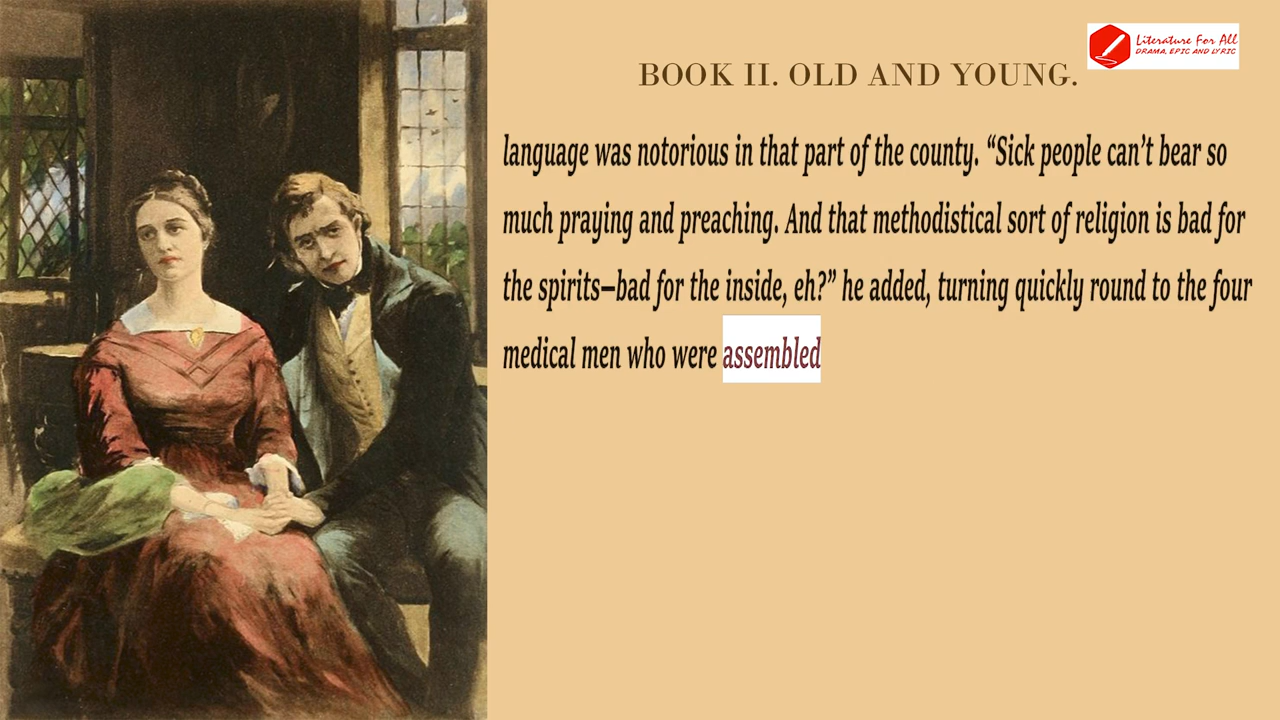 Literature For All
DRAMA, EPIC AND LYRIC
BOOK II. OLD AND YOUNG.
language was notorious in that part of the county. “Sick people can’t bear so
much praying and preaching. And that methodistical sort of religion is bad for
the spirits—bad for the inside, eh?” he added, turning quickly round to the four
medical men who were assembled